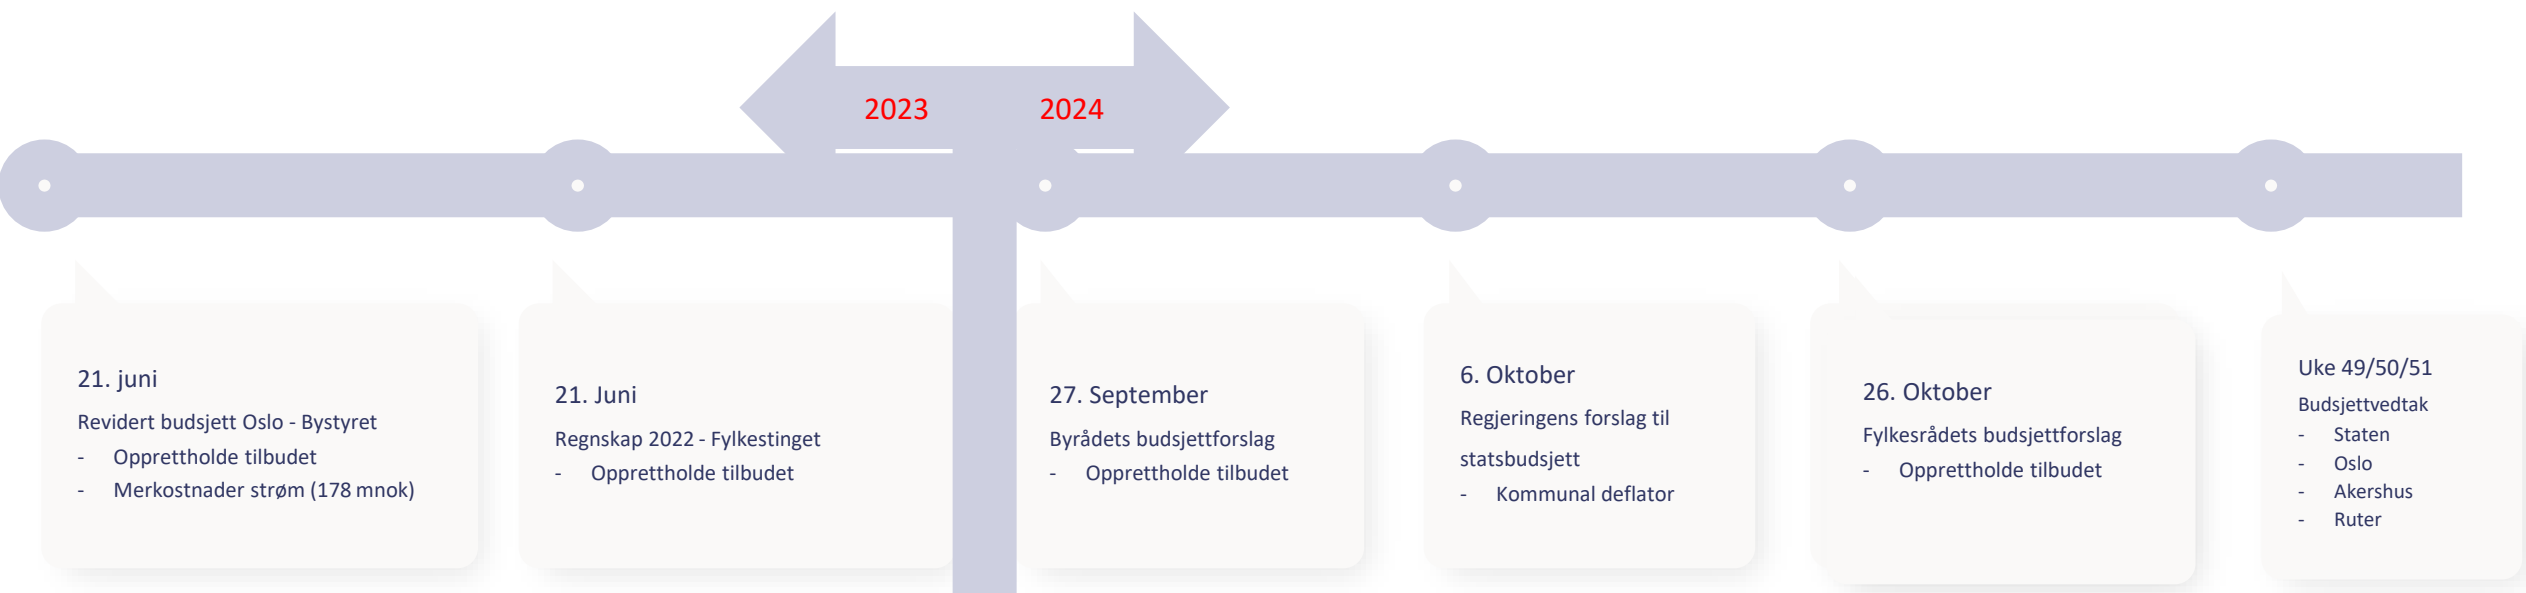 2023
2024
21. juni
Revidert budsjett Oslo - Bystyret
- Opprettholde tilbudet
- Merkostnader strøm (178 mnok)
21. Juni
Regnskap 2022 - Fylkestinget
- Opprettholde tilbudet
27. September
Byrådets budsjettforslag
- Opprettholde tilbudet
6. Oktober
Regjeringens forslag til
statsbudsjett
- Kommunal deflator
26. Oktober
Fylkesrådets budsjettforslag
- Opprettholde tilbudet
Uke 49/50/51
Budsjettvedtak
- Staten
- Oslo
- Akershus
- Ruter